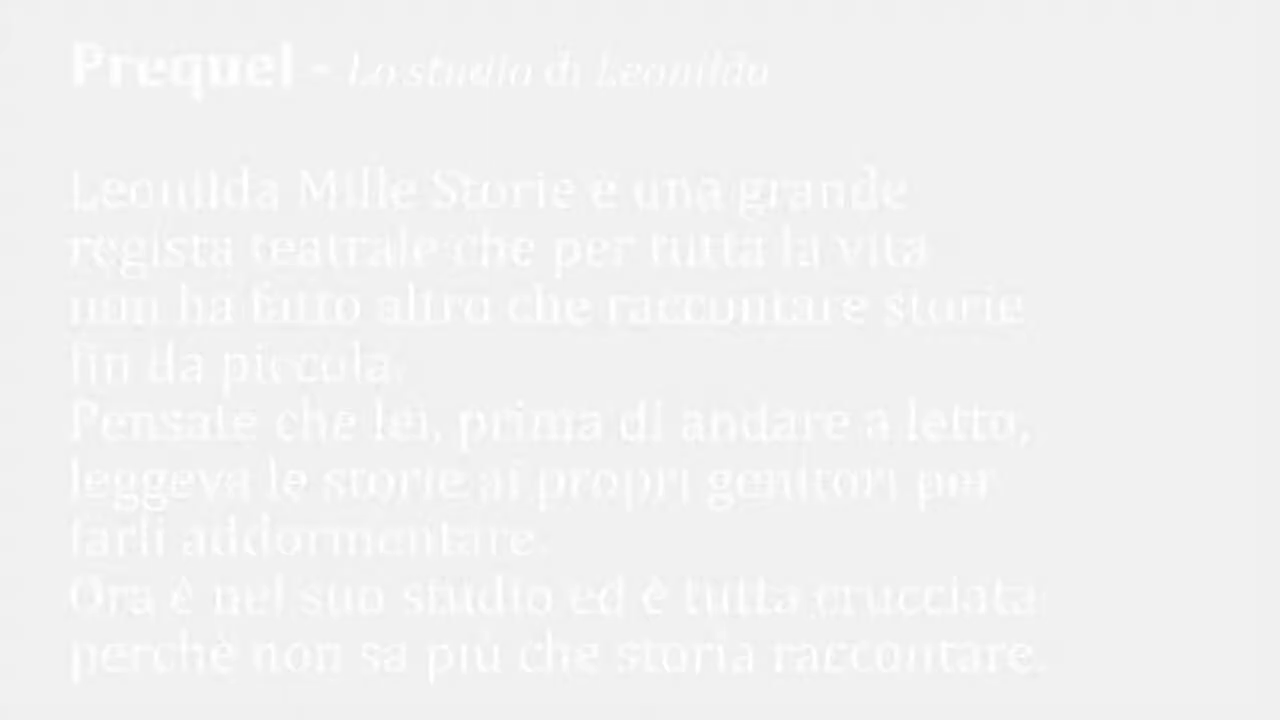 Prequel - Lo studio di Leonilda
Leonilda Mille Storie è una grande
regista teatrale che per tutta la vita
non ha fatto altro che raccontare storie
fin da piccola.
Pensate che lei, prima di andare a letto,
leggeva le storie ai propri genitori per
farli addormentare.
Ora è nel suo studio ed è tutta crucciata
perchè non sa più che storia raccontare.